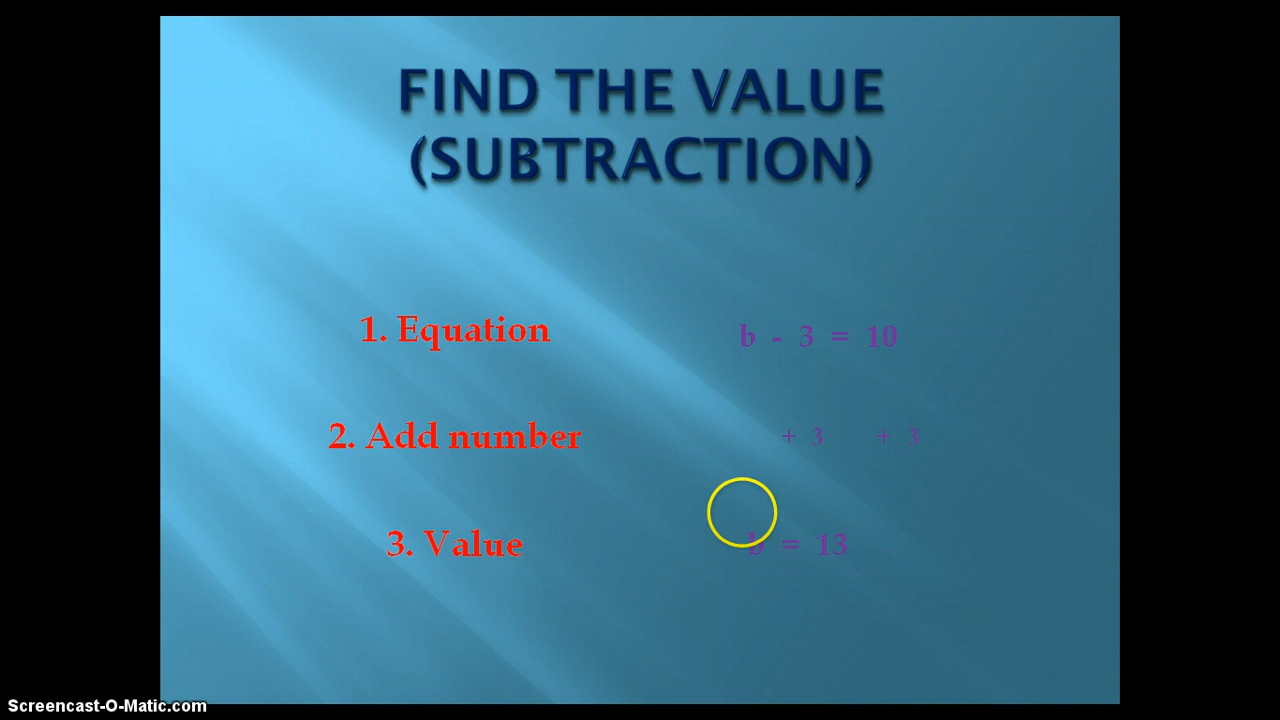 FIND THE VALUE
(SUBTRACTION)
1. Equation
b - 3 = 10
2. Add number
+ 3 + 3
3. Value
b = 13
Screencast-O-Matic.com